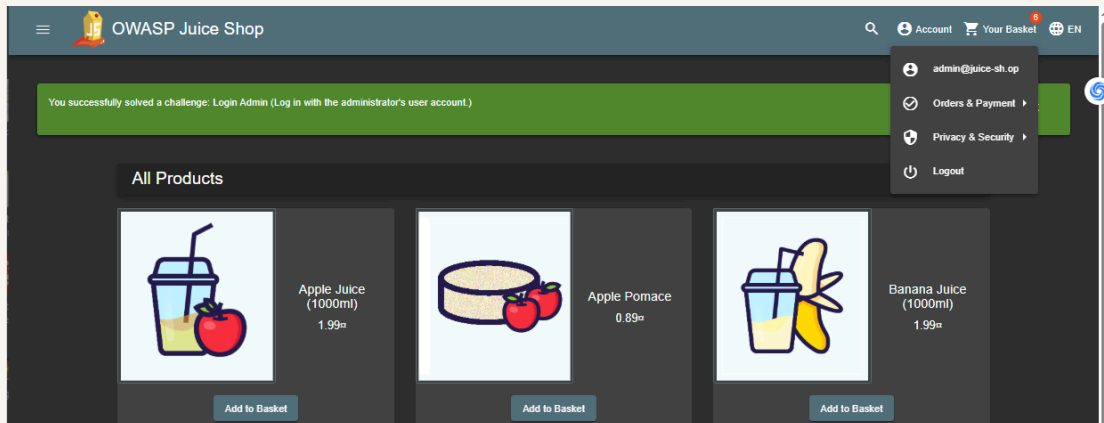 OWASP Juice Shop
Account
6
Your Basket
EN
admin@juice-sh.op
Orders & Payment
Privacy & Security
Logout
You successfully solved a challenge: Login Admin (Log in with the administrator's user account.)
All Products
Apple Juice
(1000ml)
1.99¤
Add to Basket
Apple Pomace
0.89¤
Add to Basket
Banana Juice
(1000ml)
1.99¤
Add to Basket